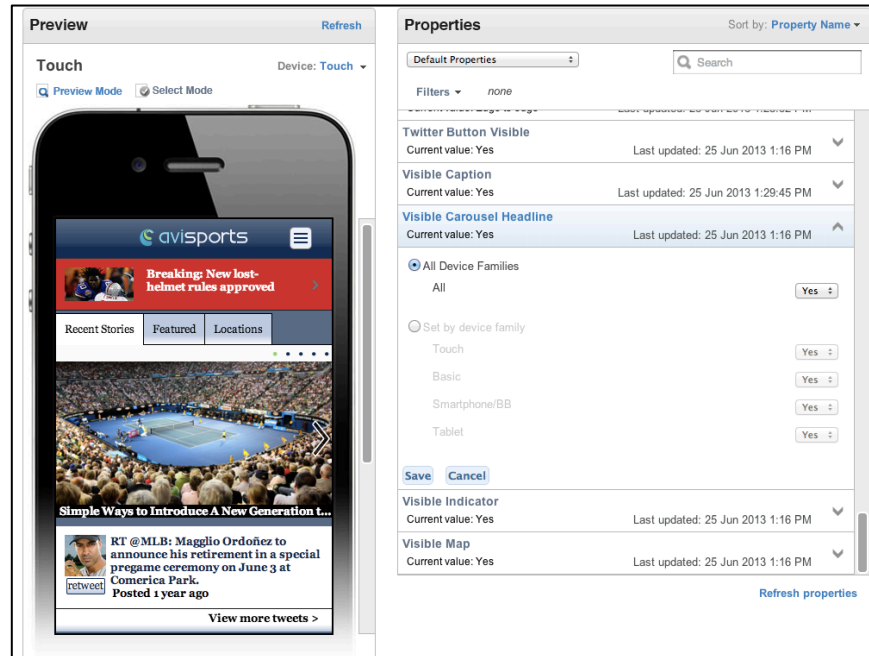 Preview
Refresh
Touch
Device: Touch
Preview Mode
Select Mode
avisports
Breaking: New lost-
helmet rules approved
Recent Stories
Featured
Locations
Simple Ways to Introduce A New Generation t...
RT @MLB: Magglio Ordoñez to
announce his retirement in a special
pregame ceremony on June 3 at
Comerica Park.
retweet
Posted 1 year ago
View more tweets >
Properties
Sort by: Property Name
Default Properties
Search
Filters
none
Twitter Button Visible
Current value: Yes
Last updated: 25 Jun 2013 1:16 PM
Visible Caption
Current value: Yes
Last updated: 25 Jun 2013 1:29:45 PM
Visible Carousel Headline
Current value: Yes
Last updated: 25 Jun 2013 1:16 PM
All Device Families
All
Yes
Set by device family
Touch
Yes
Basic
Yes
Smartphone/BB
Yes
Tablet
Yes
Save
Cancel
Visible Indicator
Current value: Yes
Last updated: 25 Jun 2013 1:16 PM
Visible Map
Current value: Yes
Last updated: 25 Jun 2013 1:16 PM
Refresh properties